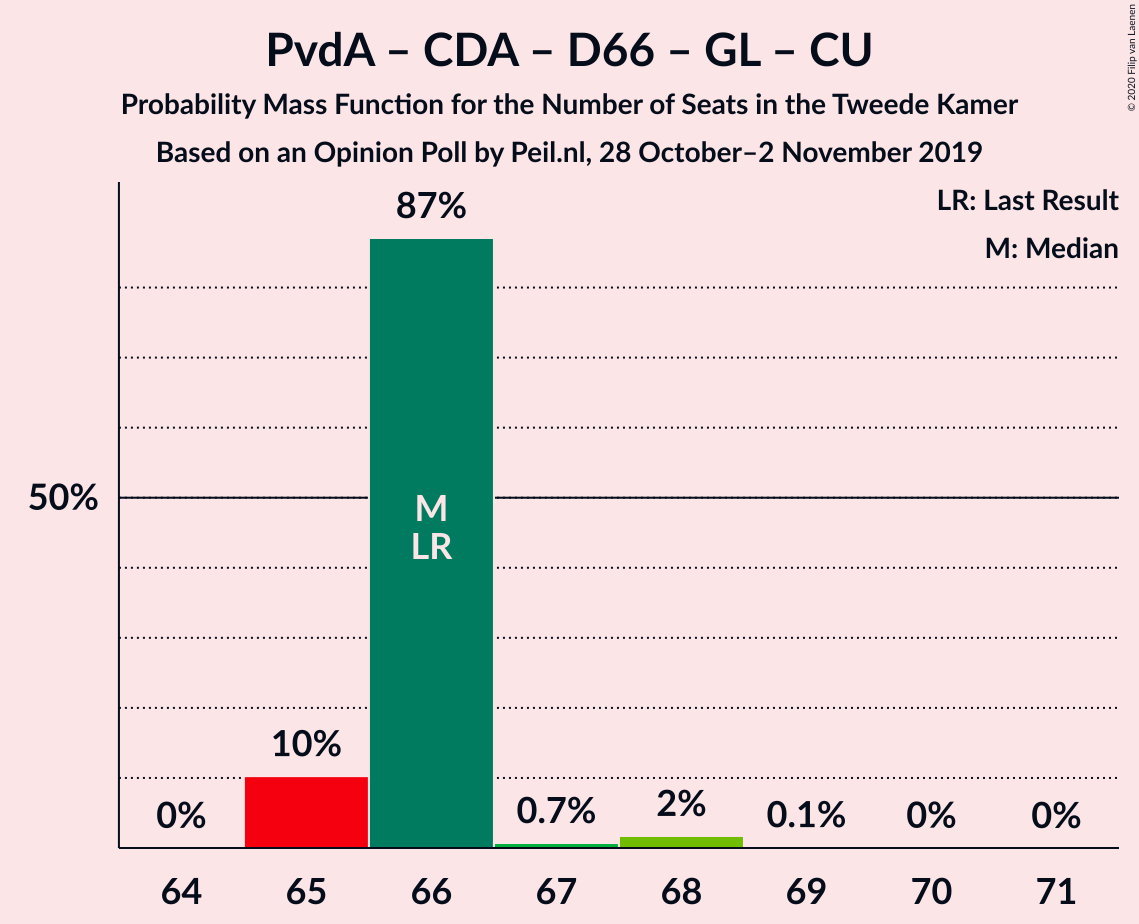 PvdA – CDA – D66 – GL – CU
Probability Mass Function for the Number of Seats in the Tweede Kamer
Based on an Opinion Poll by Peil.nl, 28 October–2 November 2019
© 2020 Filip van Laenen
LR: Last Result
M: Median
87%
50%
M
LR
10%
0%
0.7%
2%
0.1%
0%
0%
64 65 66 67 68 69 70 71